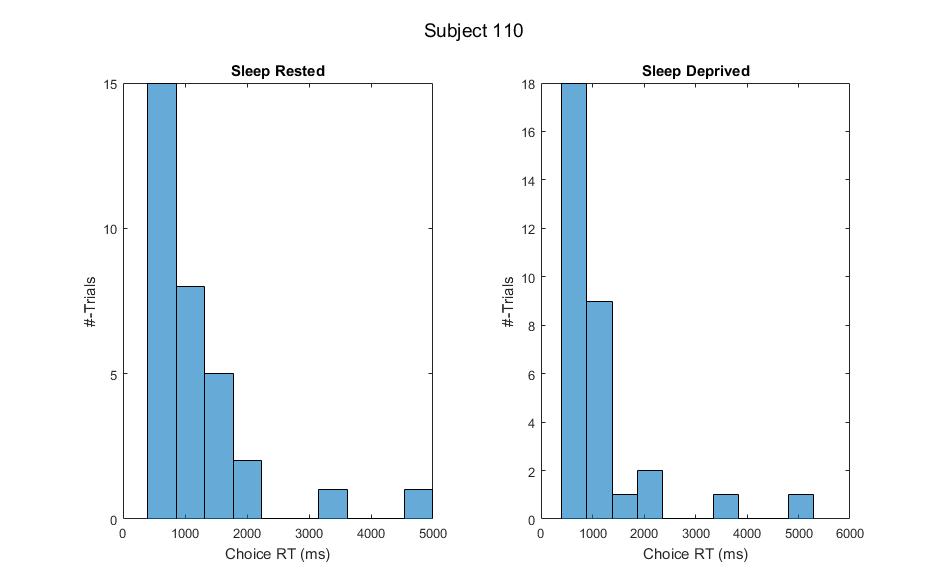 Subject 110
Sleep Rested
15
10
5
0
#-Trials
0 1000 2000 3000 4000 5000
Choice RT (ms)
Sleep Deprived
18
16
14
12
10
8
6
4
2
0
#-Trials
0 1000 2000 3000 4000 5000 6000
Choice RT (ms)